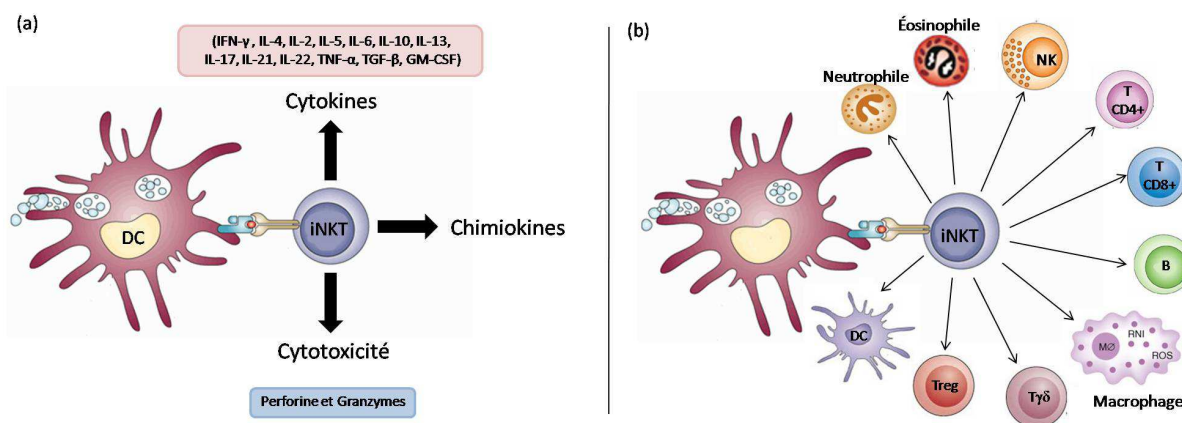 (a)
(IFN-γ, IL-4, IL-2, IL-5, IL-6, IL-10, IL-13,
IL-17, IL-21, IL-22, TNF-α, TGF-β, GM-CSF)
Cytokines
DC
iNKT
Chimiokines
Cytotoxicité
Perforine et Granzymes
(b)
Éosinophile
NK
Neutrophile
T
CD4+
T
CD8+
iNKT
B
DC
Treg
Tγδ
MØ
RNI
ROS
Macrophage